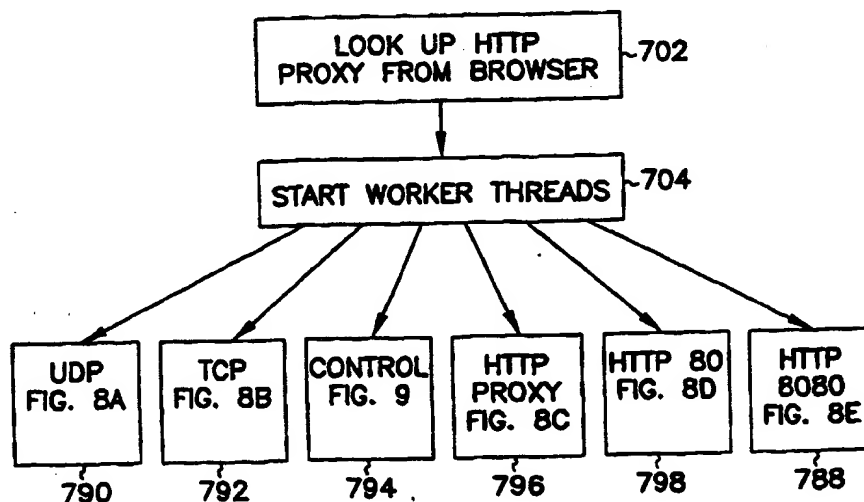 LOOK UP HTTP
PROXY FROM BROWSER
702
START WORKER THREADS
704
UDP
FIG. 8A
790
TCP
FIG. 8B
792
CONTROL
FIG. 9
794
HTTP
PROXY
FIG. 8C
796
HTTP 80
FIG. 8D
798
HTTP
8080
FIG. 8E
788